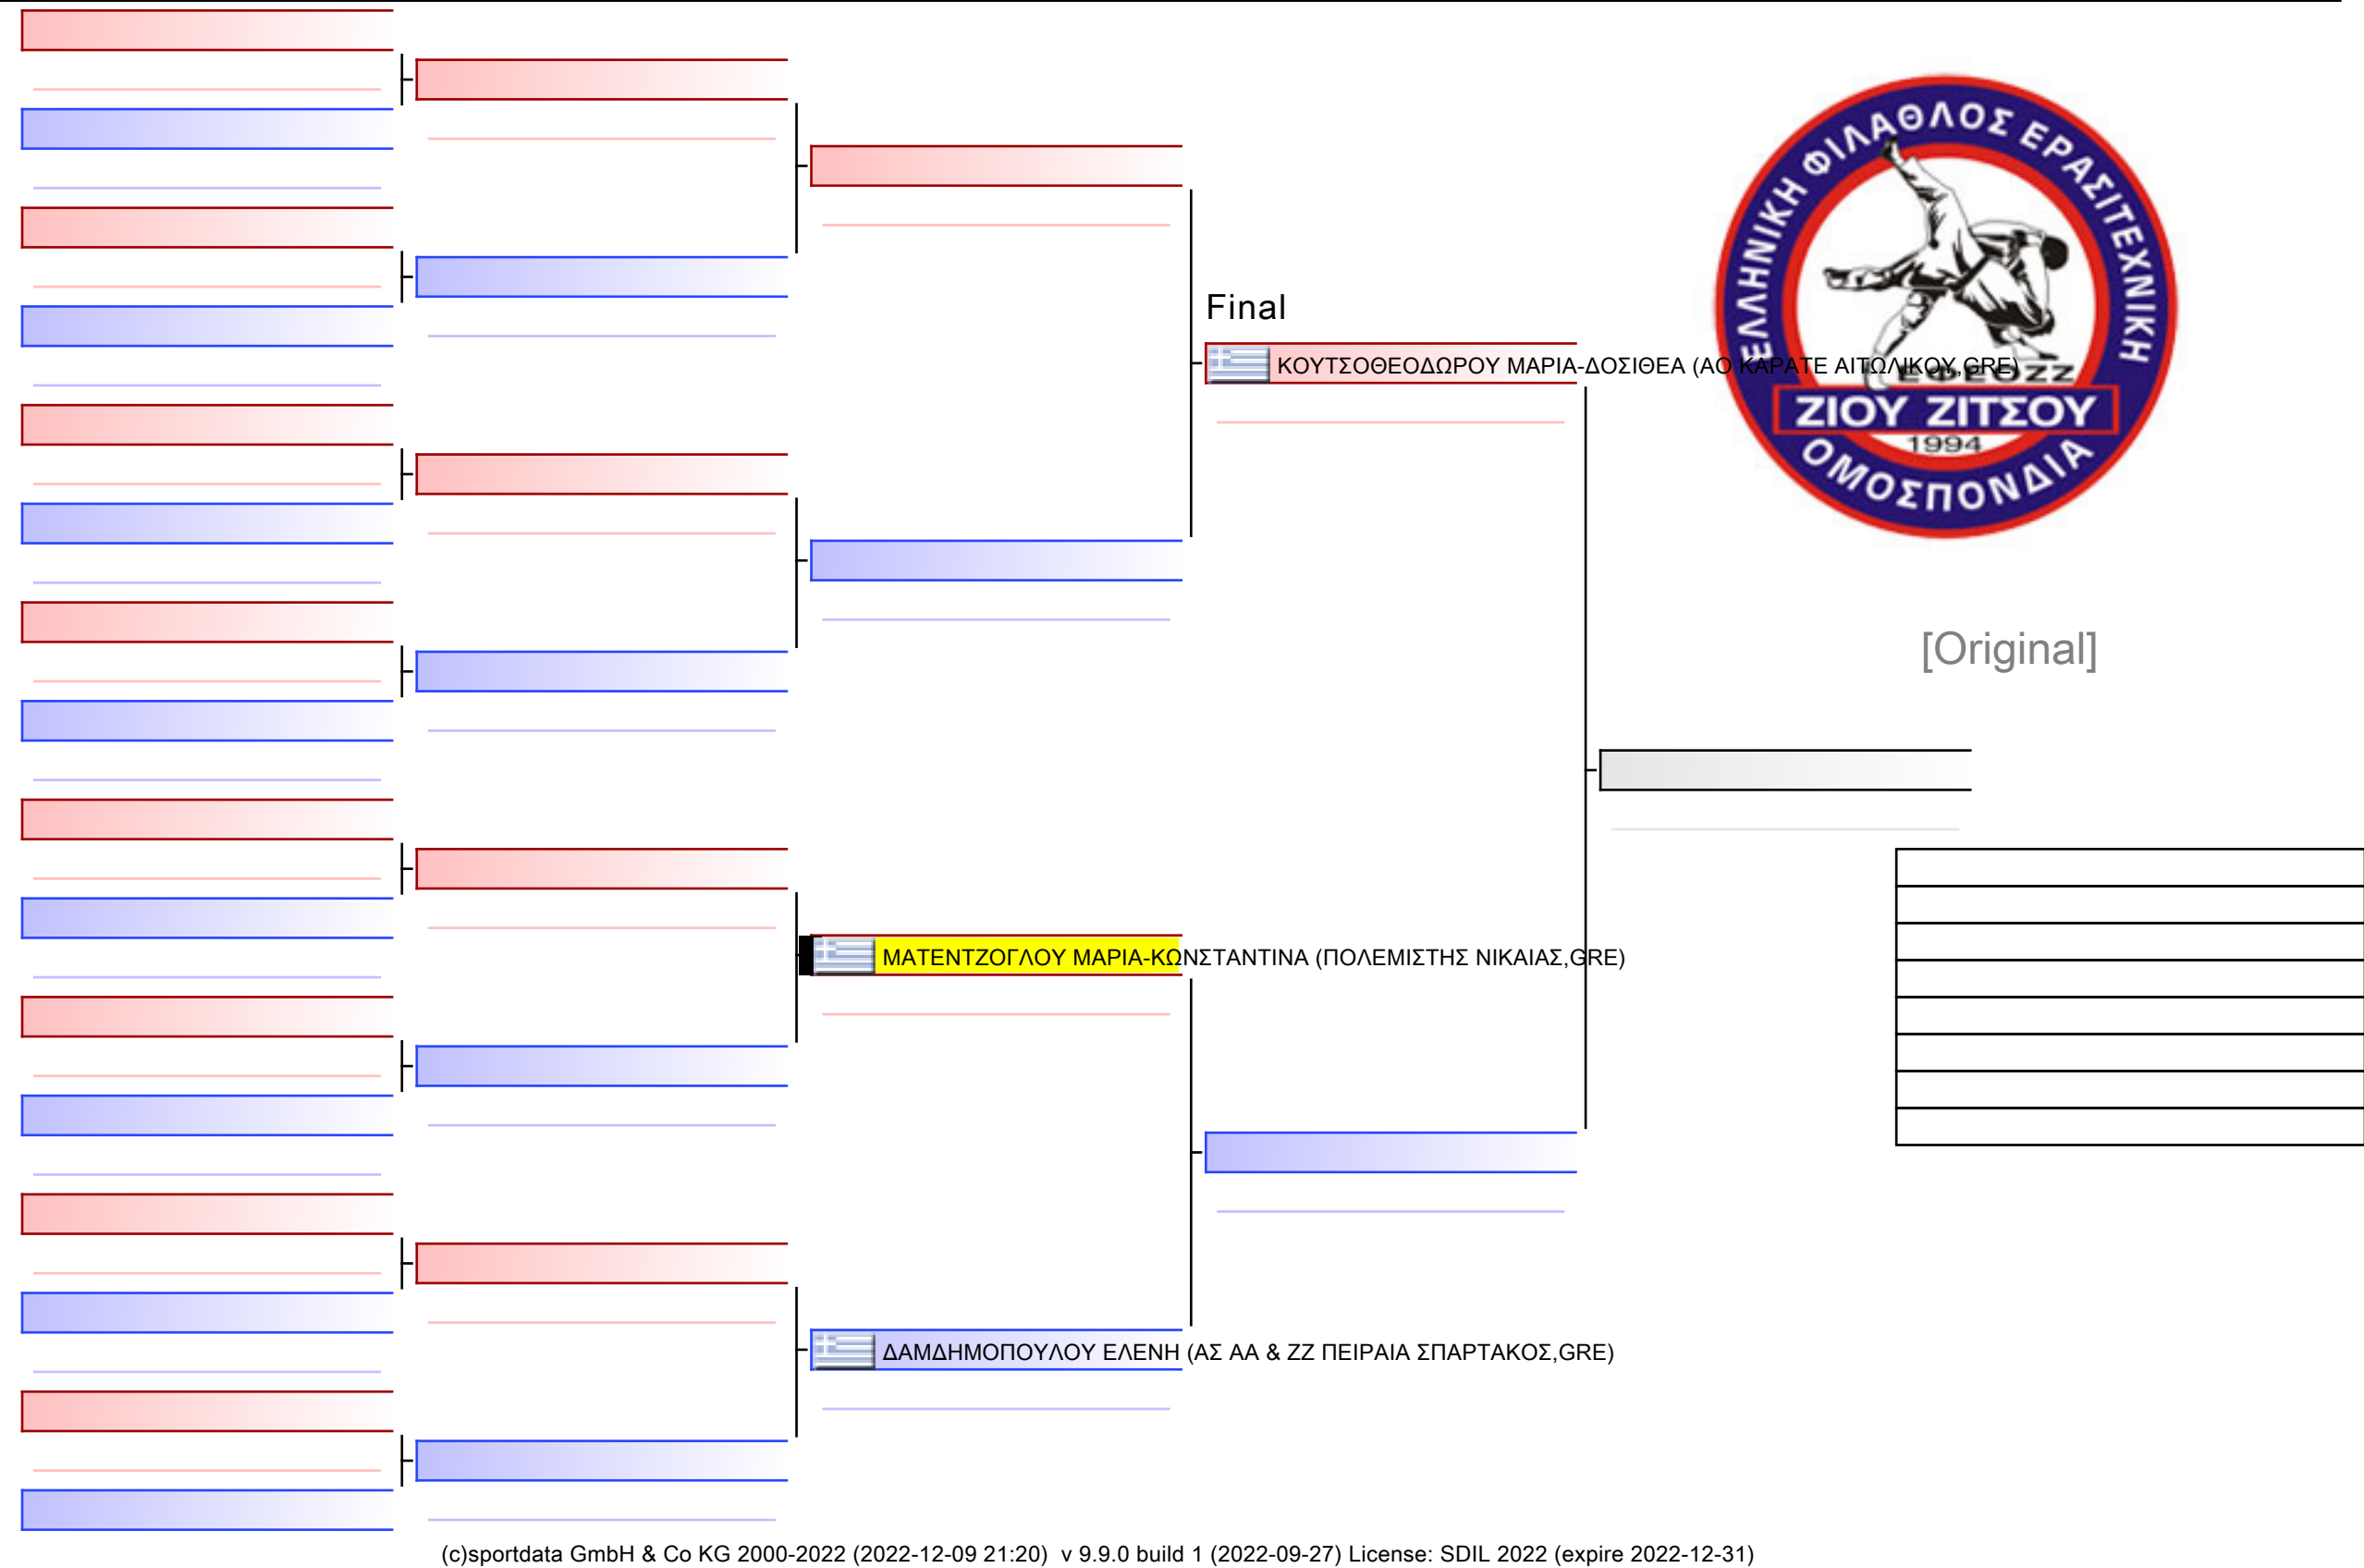 ΕΛΛΗΝΙΚΗ ΦΙΛΑΘΛΟΣ ΕΡΑΣΙΤΕΧΝΙΚΗ
Final
ΚΟΥΤΣΟΘΕΟΔΩΡΟΥ ΜΑΡΙΑ-ΔΟΣΙΘΕΑ (ΑΟ ΚΑΡΑΤΕ ΑΙΤΩΛΙΚΟΥ,GRE)
ΕΦΕΟΖΖ
ΖΙΟΥ ΖΙΤΣΟΥ
1994
ΟΜΟΣΠΟΝΔΙΑ
[Original]
ΜΑΤΕΝΤΖΟΓΛΟΥ ΜΑΡΙΑ-ΚΩΝΣΤΑΝΤΙΝΑ (ΠΟΛΕΜΙΣΤΗΣ ΝΙΚΑΙΑΣ,GRE)
ΔΑΜΔΗΜΟΠΟΥΛΟΥ ΕΛΕΝΗ (ΑΣ ΑΑ & ΖΖ ΠΕΙΡΑΙΑ ΣΠΑΡΤΑΚΟΣ,GRE)
(c)sportdata GmbH & Co KG 2000-2022 (2022-12-09 21:20) v 9.9.0 build 1 (2022-09-27) License: SDIL 2022 (expire 2022-12-31)